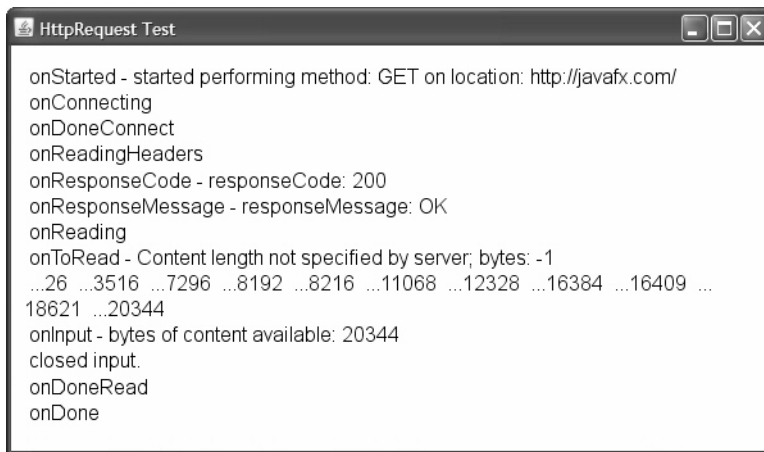 HttpRequest Test
onStarted - started performing method: GET on location: http://javafx.com/
onConnecting
onDoneConnect
onReadingHeaders
onResponseCode - responseCode: 200
onResponseMessage - responseMessage: OK
onReading
onToRead - Content length not specified by server; bytes: -1
...26 ...3516 ...7296 ...8192 ...8216 ...11068 ...12328 ...16384 ...16409 ...
18621 ...20344
onInput - bytes of content available: 20344
closed input.
onDoneRead
onDone